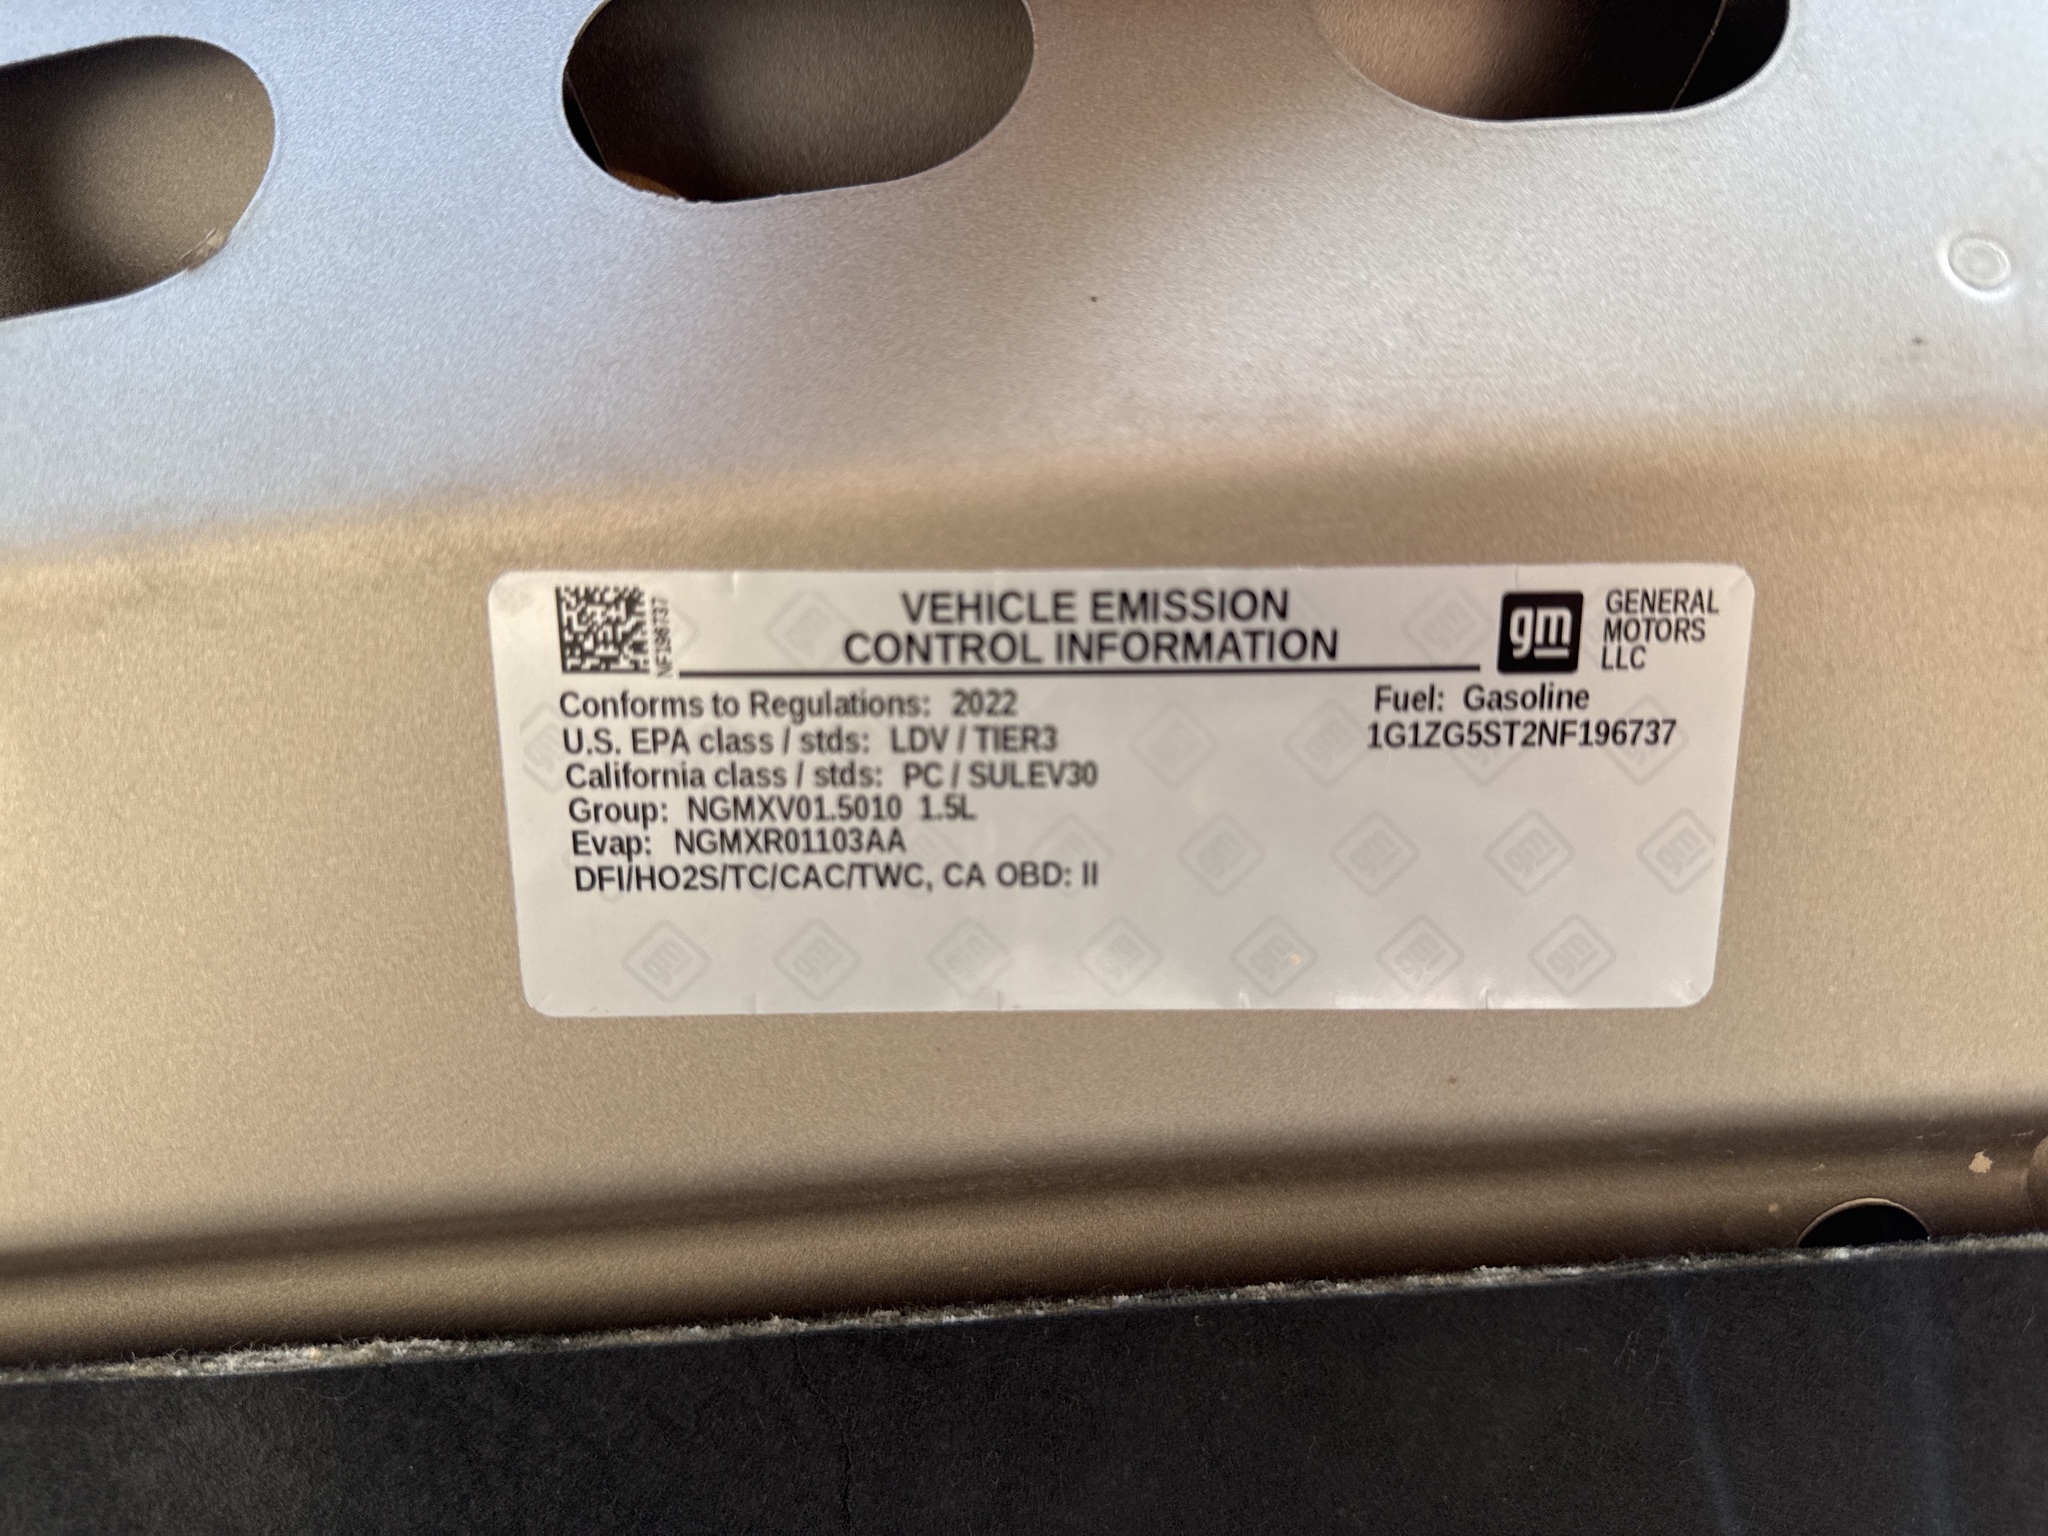 NF196737
VEHICLE EMISSION
CONTROL INFORMATION
gm
GENERAL
MOTORS
LLC
Conforms to Regulations: 2022
U.S. EPA class / stds: LDV / TIER3
California class / stds: PC / SULEV30
Group: NGMXV01.5010 1.5L
Evap: NGMXR01103AA
DFI/HO2S/TC/CAC/TWC, CA OBD: II
Fuel: Gasoline
1G1ZG5ST2NF196737